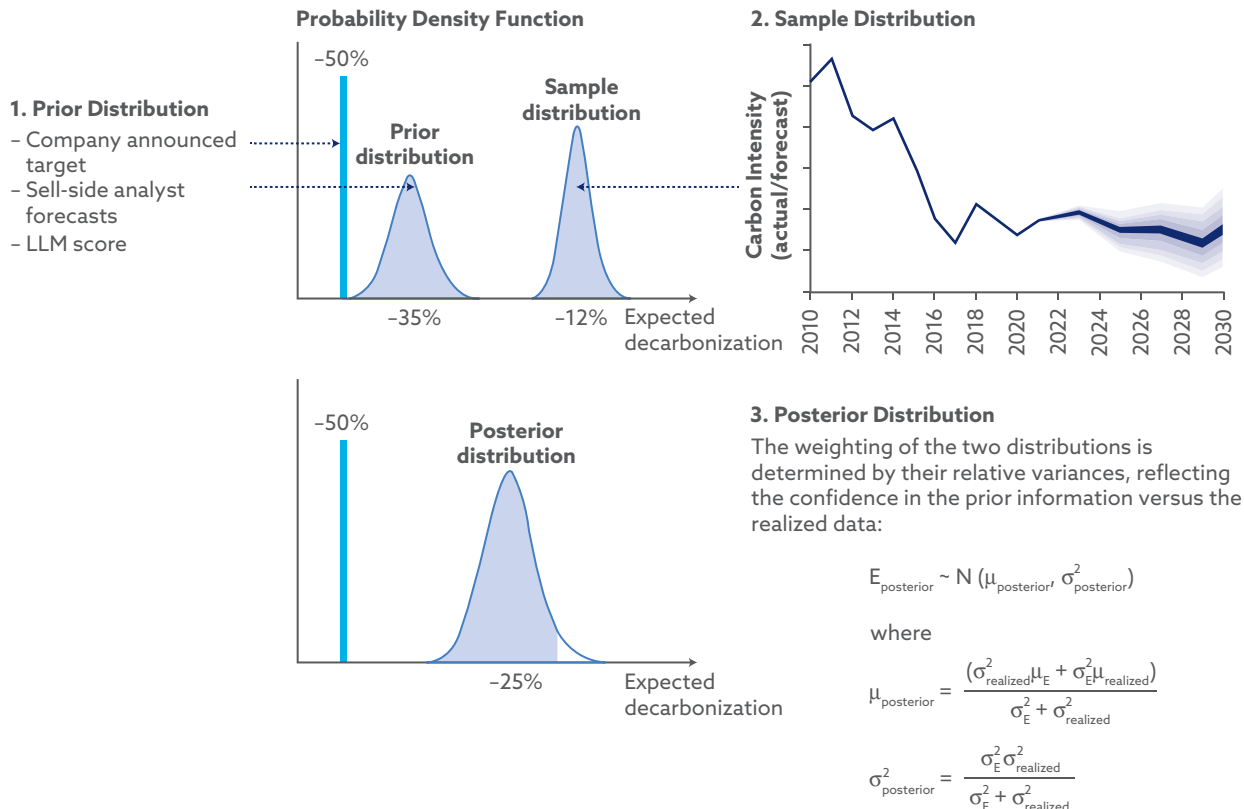 Probability Density Function
–50%
1. Prior Distribution
– Company announced
target
– Sell-side analyst
forecasts
– LLM score
Prior
distribution
Sample
distribution
–35%
–12%
Expected
decarbonization
2. Sample Distribution
Carbon Intensity
(actual/forecast)
2010
2012
2014
2016
2018
2020
2022
2024
2026
2028
2030
–50%
Posterior
distribution
–25%
Expected
decarbonization
3. Posterior Distribution
The weighting of the two distributions is
determined by their relative variances, reflecting
the confidence in the prior information versus the
realized data:
E_posterior ~ N (μ_posterior, σ²_posterior)
where
μ_posterior = (σ²_realized μ_E + σ²_E μ_realized) / σ²_E + σ²_realized
σ²_posterior = σ²_E σ²_realized / σ²_E + σ²_realized